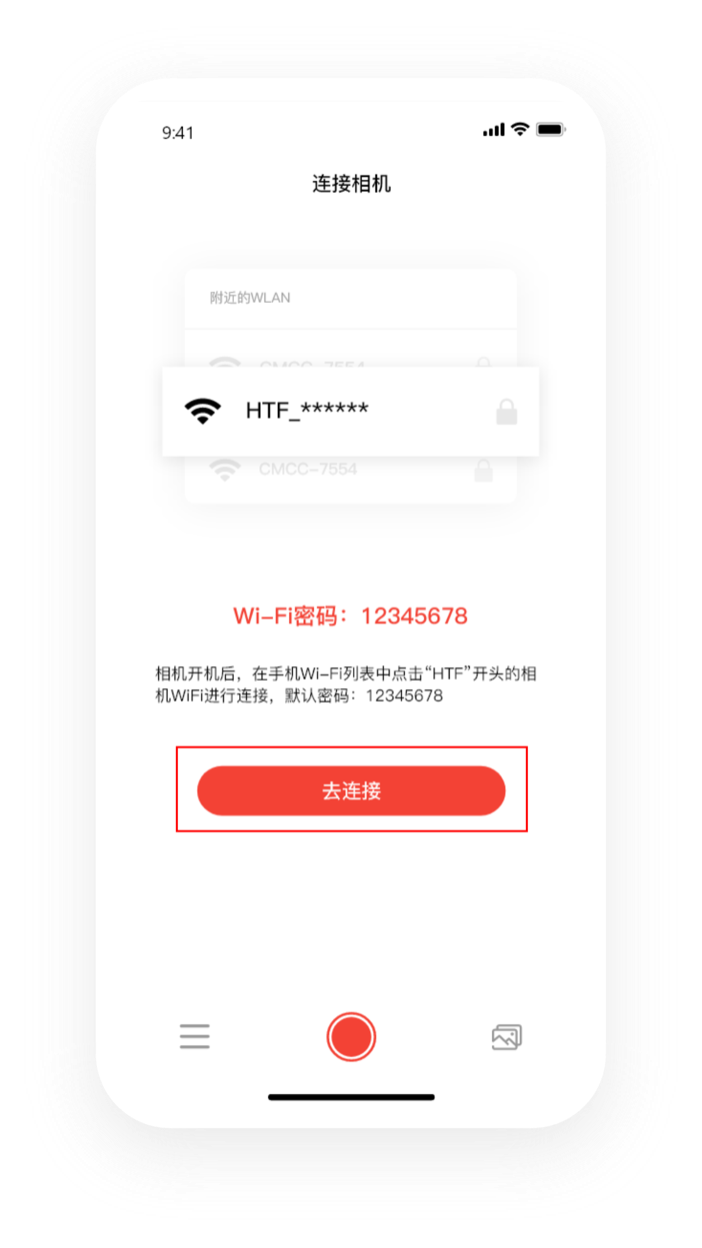 9:41
连接相机
附近的WLAN
CMCC-7554
HTF_******
CMCC-7554
Wi-Fi密码：12345678
相机开机后，在手机Wi-Fi列表中点击“HTF”开头的相
机WiFi进行连接，默认密码：12345678
去连接